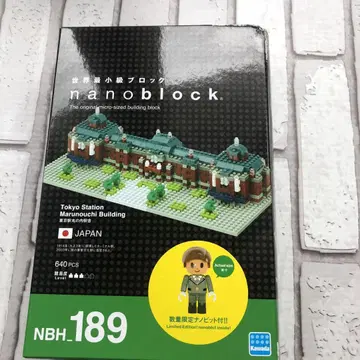 世界最小級ブロック
nanoblock
The original micro-sized building block
Tokyo Station
Marunouchi Building
東京駅丸の内駅舎
JAPAN
640 PCS
難易度
Level
数量限定ナノビット付!!
Limited Edition! nanobbit inside!
NBH_189
Kawada